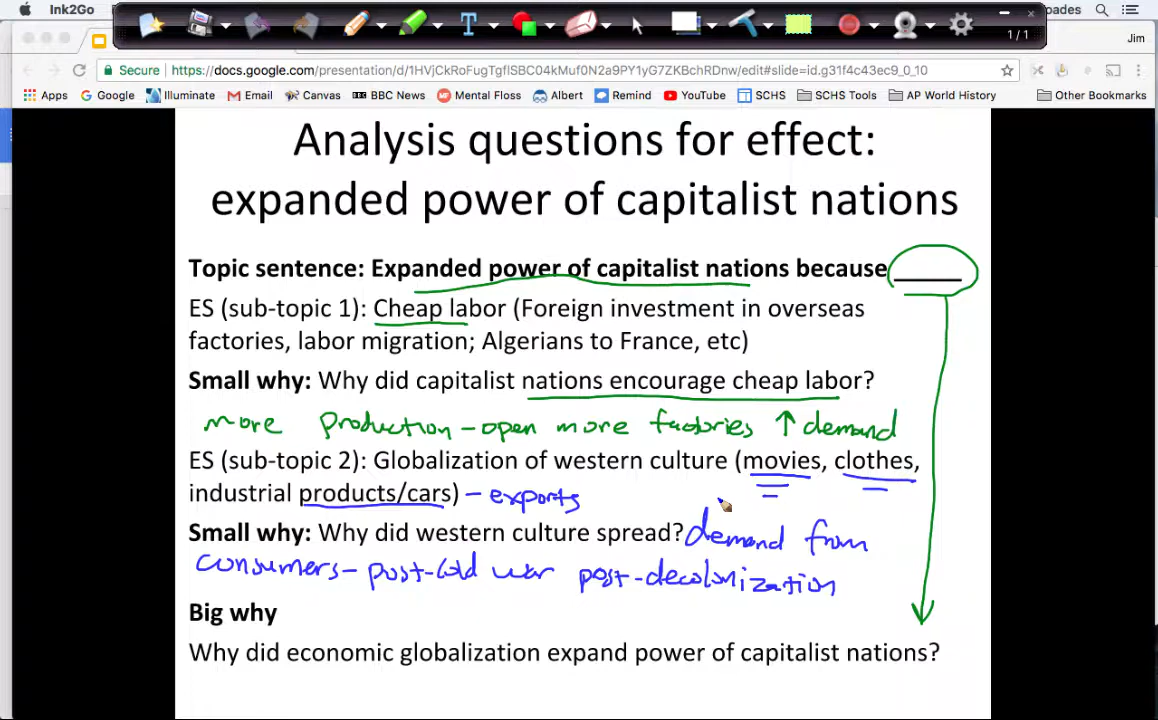 Ink2Go
1/1
Jim
Secure https://docs.google.com/presentation/d/1HVjCkRoFugTgflSBC04kMuf0N2a9PY1yG7ZKBchRDnw/edit#slide=id.g31f4c43ec9_0_10
Apps Google Illuminate Email Canvas BBC News Mental Floss Albert Remind YouTube SCHS SCHS Tools AP World History Other Bookmarks
Analysis questions for effect:
expanded power of capitalist nations
Topic sentence: Expanded power of capitalist nations because ______
ES (sub-topic 1): Cheap labor (Foreign investment in overseas
factories, labor migration; Algerians to France, etc)
Small why: Why did capitalist nations encourage cheap labor?
more production - open more factories ↑ demand
ES (sub-topic 2): Globalization of western culture (movies, clothes,
industrial products/cars) - exports
Small why: Why did western culture spread? demand from
consumers - post-cold war post-decolonization
Big why
Why did economic globalization expand power of capitalist nations?